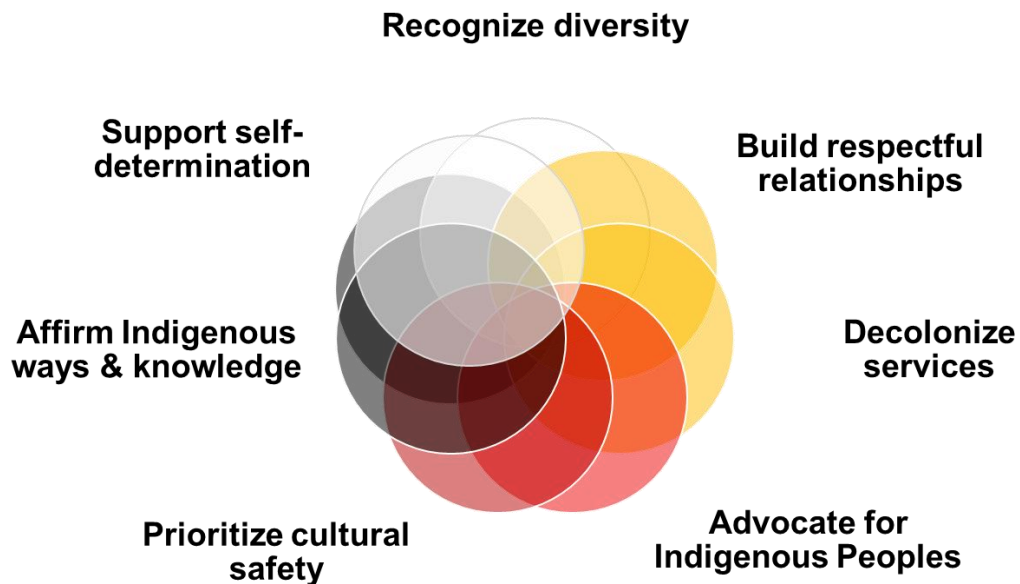 Recognize diversity
Support self-
determination
Build respectful
relationships
Affirm Indigenous
ways & knowledge
Decolonize
services
Prioritize cultural
safety
Advocate for
Indigenous Peoples